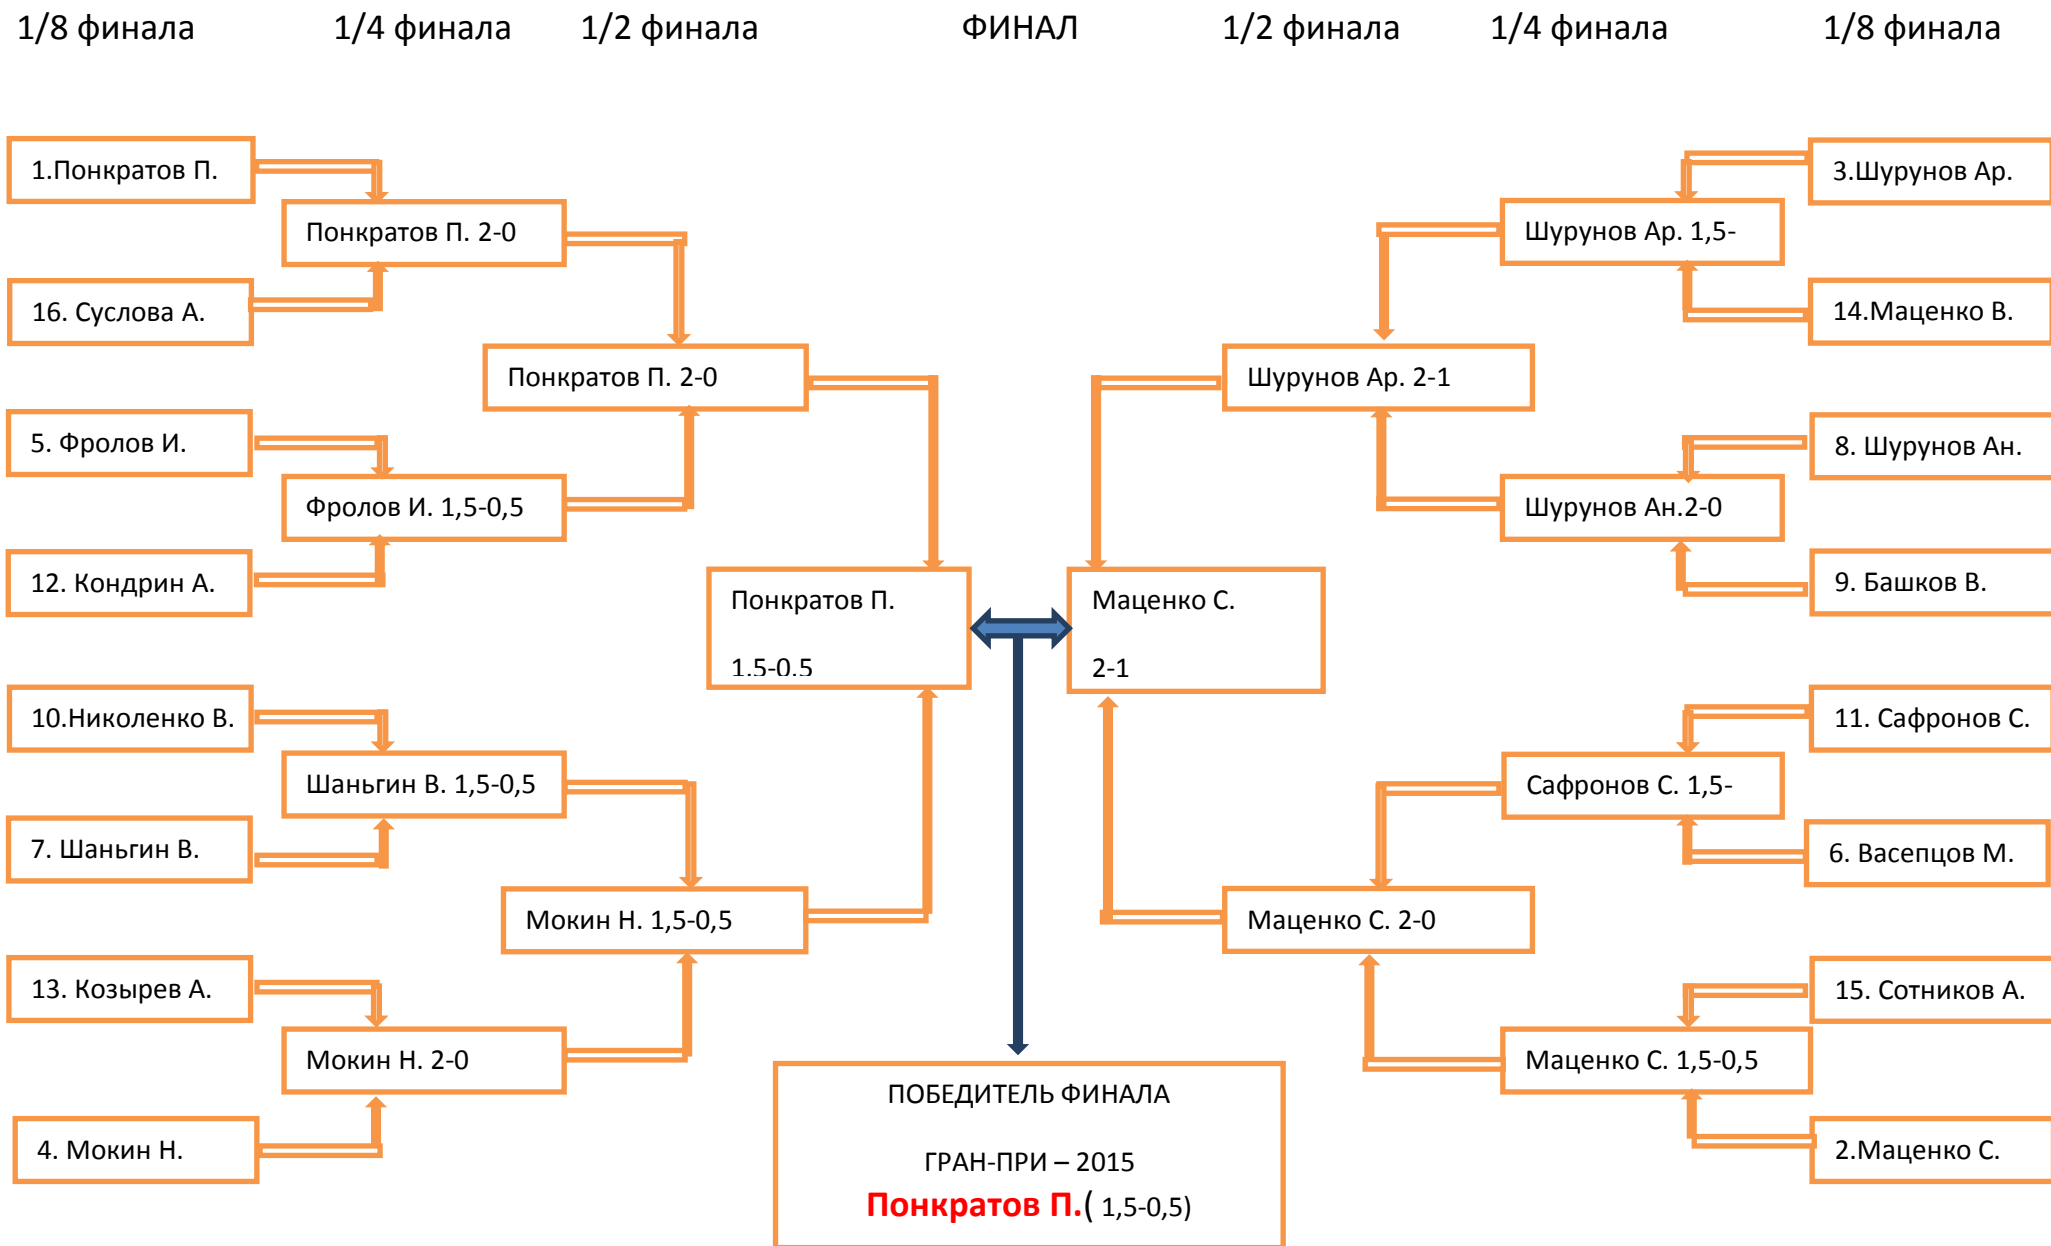 1/8 финала 1/4 финала 1/2 финала ФИНАЛ 1/2 финала 1/4 финала 1/8 финала
1.Понкратов П.
3.Шурунов Ар.
Понкратов П. 2-0
Шурунов Ар. 1,5-
16. Суслова А.
14.Маценко В.
Понкратов П. 2-0
Шурунов Ар. 2-1
5. Фролов И.
8. Шурунов Ан.
Фролов И. 1,5-0,5
Шурунов Ан.2-0
12. Кондрин А.
9. Башков В.
Понкратов П.
1.5-0.5
Маценко С.
2-1
10.Николенко В.
11. Сафронов С.
Шаньгин В. 1,5-0,5
Сафронов С. 1,5-
7. Шаньгин В.
6. Васепцов М.
Мокин Н. 1,5-0,5
Маценко С. 2-0
13. Козырев А.
15. Сотников А.
Мокин Н. 2-0
Маценко С. 1,5-0,5
4. Мокин Н.
2.Маценко С.
ПОБЕДИТЕЛЬ ФИНАЛА
ГРАН-ПРИ – 2015
Понкратов П.( 1,5-0,5)